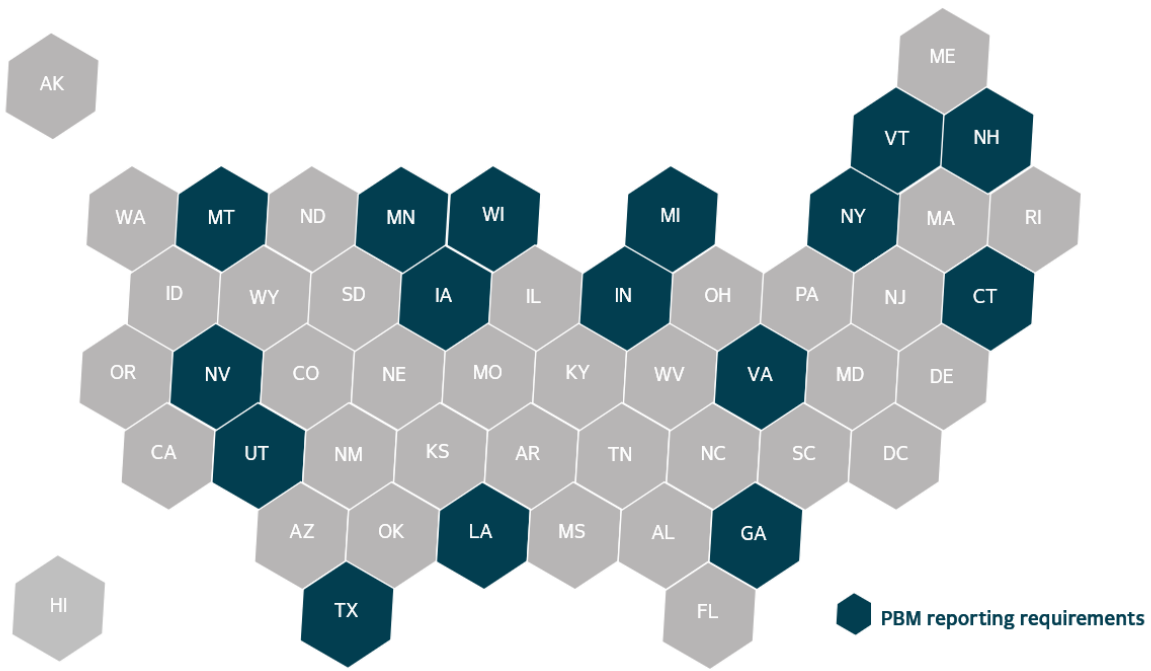 ME
AK
VT NH
WA MT ND MN WI MI NY MA RI
ID WY SD IA IL IN OH PA NJ CT
OR NV CO NE MO KY WV VA MD DE
CA UT NM KS AR TN NC SC DC
AZ OK LA MS AL GA
HI TX FL
PBM reporting requirements